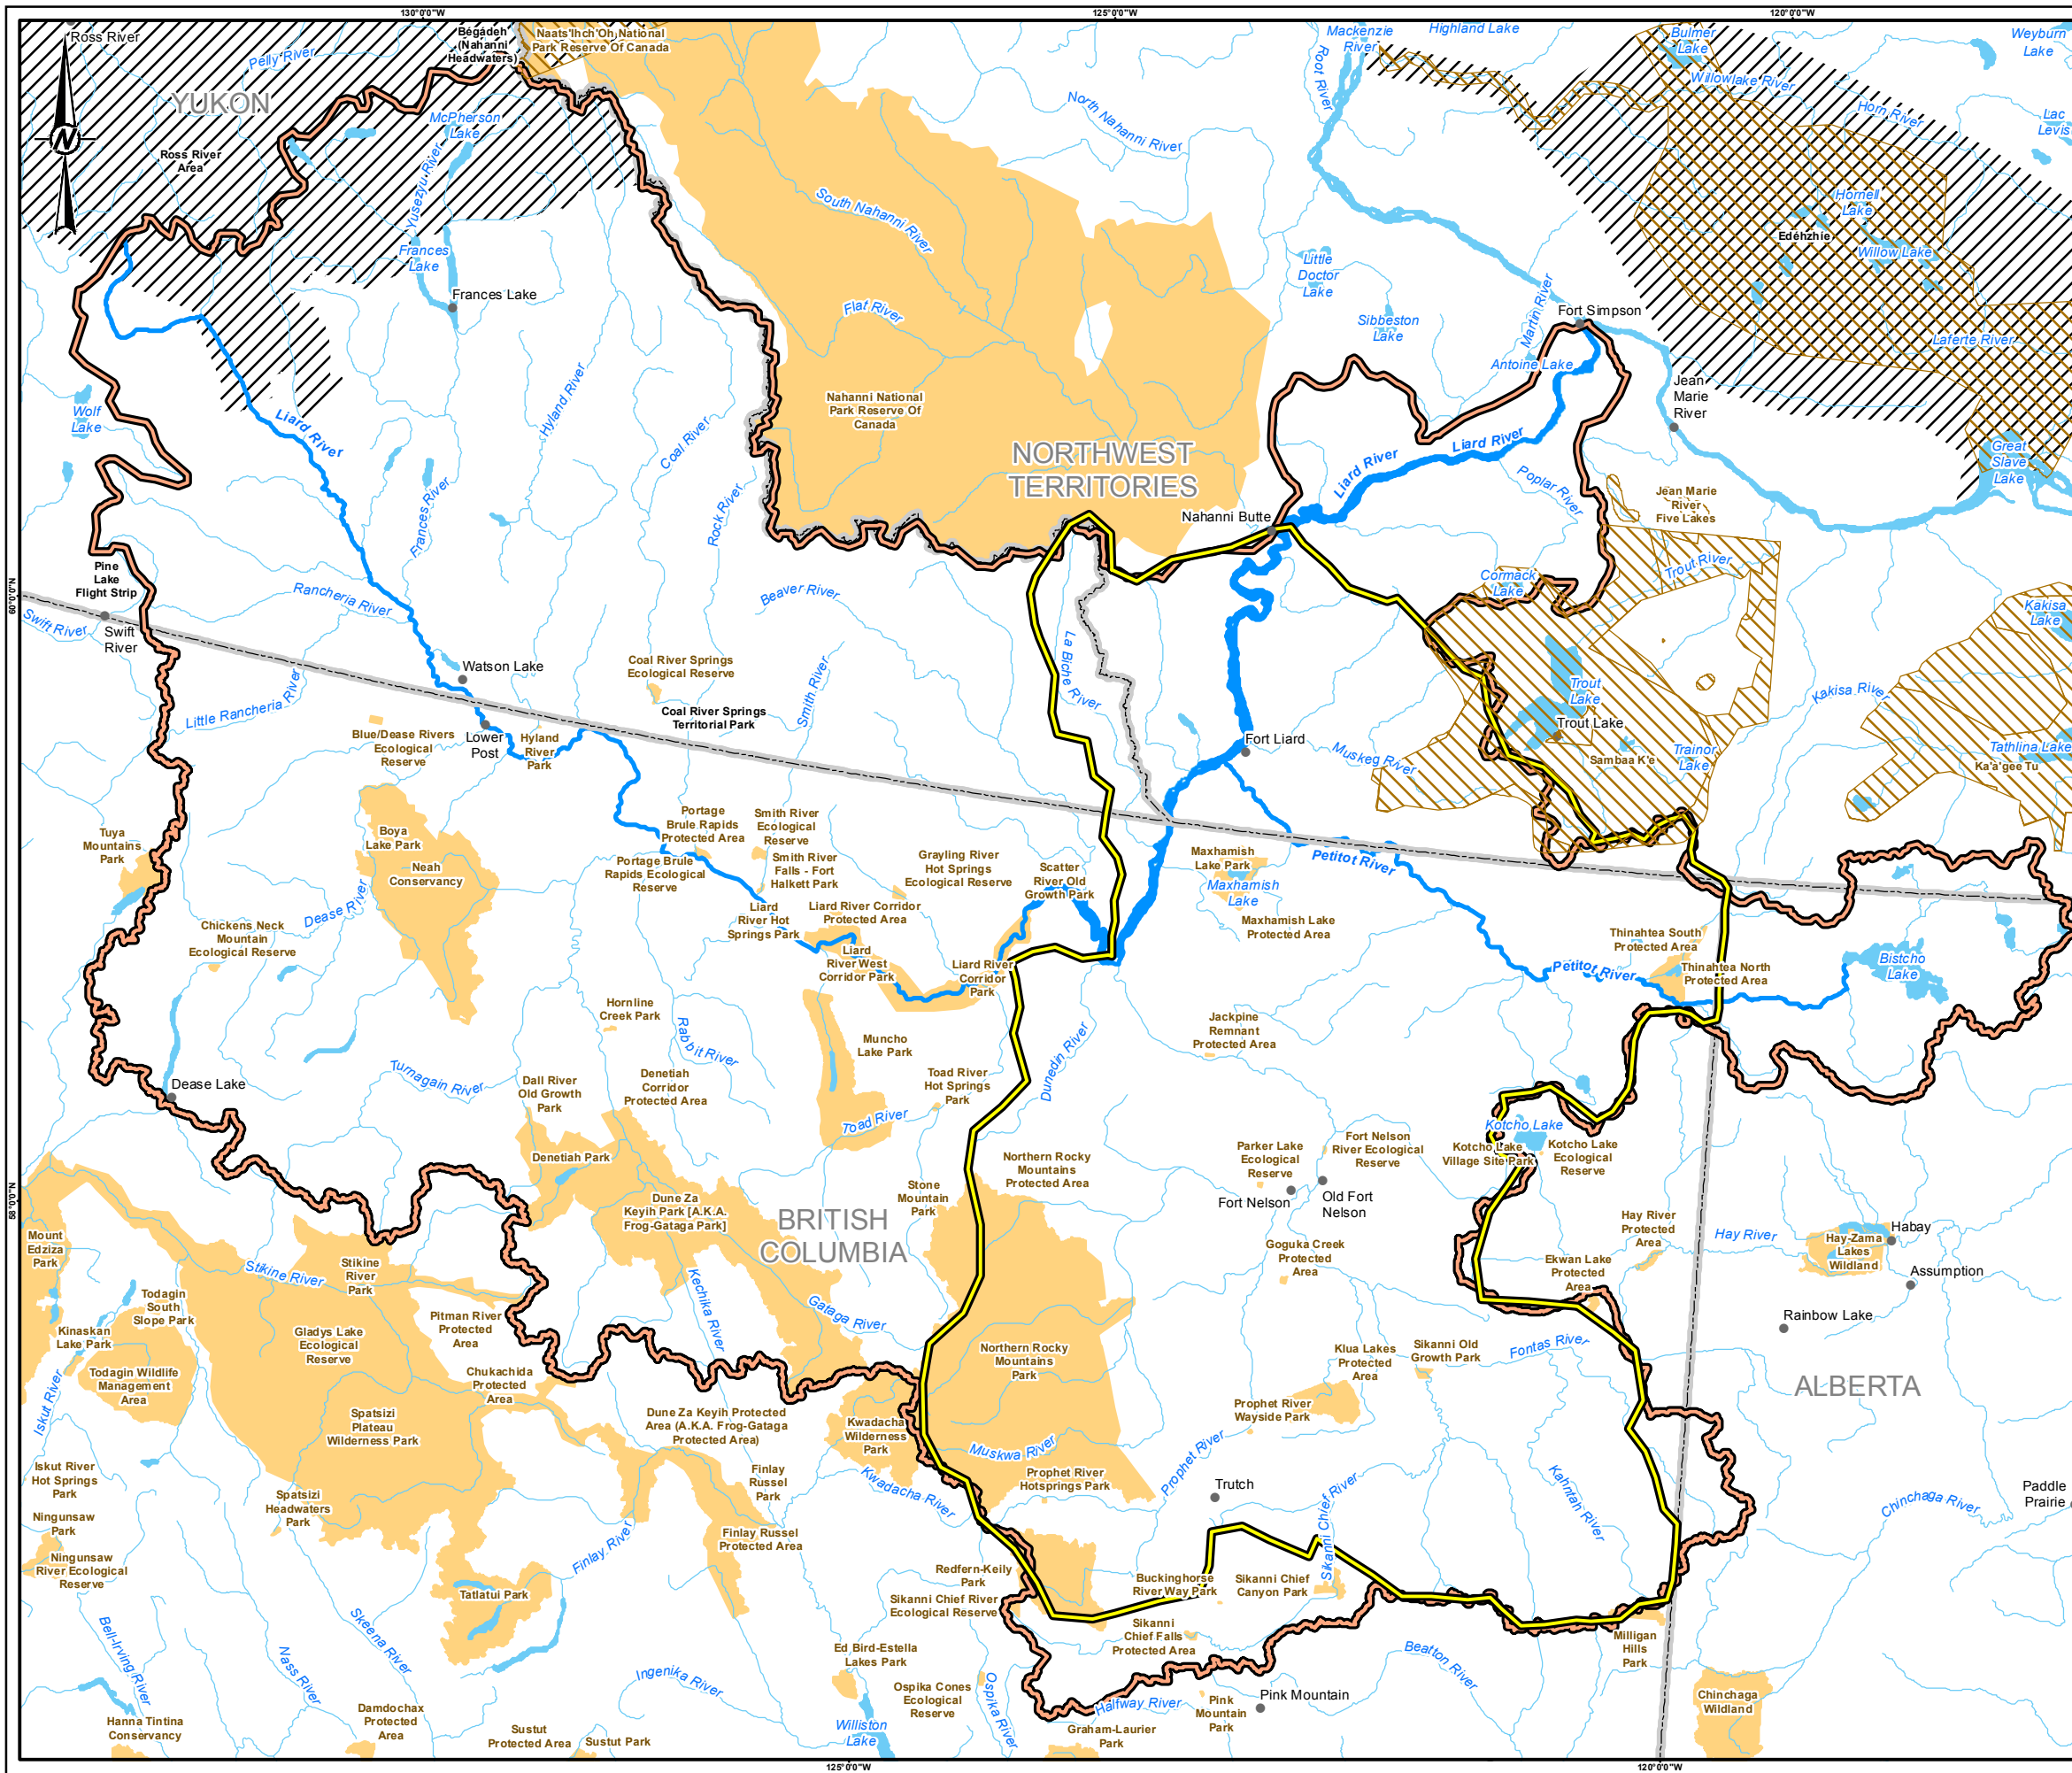 130°0'0"W
125°0'0"W
120°0'0"W
Ross River
Pelly River
YUKON
Ross River
Area
N
Bégádeh
(Nahanni
Headwaters)
Naats'Ihch'Oh National
Park Reserve Of Canada
McPherson
Lake
Yusezyu River
Frances
Lake
Frances Lake
North Nahanni River
Root River
Mackenzie
River
Highland Lake
Bulmer
Lake
Weyburn
Lake
Willowlake River
Horn River
Lac
Levis
Hornell
Lake
Edéhzhíe
Willow Lake
South Nahanni River
Flat River
Little
Doctor
Lake
Sibbeston
Lake
Martin River
Fort Simpson
Antoine Lake
Laferte River
Jean
Marie
River
Great
Slave
Lake
Wolf
Lake
Liard River
Hyland River
Coal River
Frances River
Rock River
Nahanni National
Park Reserve Of
Canada
NORTHWEST
TERRITORIES
Nahanni Butte
Liard River
Liard River
Poplar River
Jean Marie
River
Five Lakes
Trout River
Cormack
Lake
Kakisa
Lake
60°0'0"N
Pine
Lake
Flight Strip
Swift River
Swift
River
Rancheria River
Beaver River
La Biche River
Watson Lake
Coal River Springs
Ecological Reserve
Smith River
Coal River Springs
Territorial Park
Little Rancheria River
Lower
Post
Hyland
River
Park
Blue/Dease Rivers
Ecological
Reserve
Fort Liard
Muskeg River
Trout
Lake
Trout Lake
Sambaa K'e
Trainor
Lake
Kakisa River
Tathlina Lake
Ka'a'gee Tu
Tuya
Mountains
Park
Boya
Lake Park
Neah
Conservancy
Portage
Brule Rapids
Protected Area
Smith River
Ecological
Reserve
Portage Brule
Rapids Ecological
Reserve
Smith River
Falls - Fort
Halkett Park
Grayling River
Hot Springs
Ecological Reserve
Scatter
River Old
Growth Park
Maxhamish
Lake Park
Maxhamish
Lake
Petitot River
Dease River
Chickens Neck
Mountain
Ecological Reserve
Liard
River Hot
Springs Park
Liard River Corridor
Protected Area
Liard
River West
Corridor Park
Liard River
Corridor
Park
Maxhamish Lake
Protected Area
Thinahtea South
Protected Area
Thinahtea North
Protected Area
Petitot River
Bistcho
Lake
Hornline
Creek Park
Rabbit River
Muncho
Lake Park
Dunedin River
Jackpine
Remnant
Protected Area
Dease Lake
Turnagain River
Dall River
Old Growth
Park
Denetiah
Corridor
Protected Area
Toad River
Hot Springs
Park
Toad River
Kotcho Lake
Kotcho Lake
Village Site Park
Kotcho Lake
Ecological
Reserve
Denetiah Park
Northern Rocky
Mountains
Protected Area
Parker Lake
Ecological
Reserve
Fort Nelson
River Ecological
Reserve
Fort Nelson
Old Fort
Nelson
58°0'0"N
Dune Za
Keyih Park [A.K.A.
Frog-Gataga Park]
BRITISH
COLUMBIA
Stone
Mountain
Park
Mount
Edziza
Park
Stikine River
Stikine
River
Park
Goguka Creek
Protected
Area
Hay River
Protected
Area
Hay River
Habay
Hay-Zama
Lakes
Wildland
Assumption
Ekwan Lake
Protected
Area
Todagin
South
Slope Park
Kinaskan
Lake Park
Todagin Wildlife
Management
Area
Gladys Lake
Ecological
Reserve
Pitman River
Protected
Area
Chukachida
Protected
Area
Kechika River
Gataga River
Northern Rocky
Mountains
Park
Klua Lakes
Protected
Area
Sikanni Old
Growth Park
Fontas River
Rainbow Lake
ALBERTA
Iskut River
Spatsizi
Plateau
Wilderness Park
Dune Za Keyih Protected
Area (A.K.A. Frog-Gataga
Protected Area)
Kwadacha
Wilderness
Park
Muskwa River
Prophet River
Wayside Park
Prophet River
Iskut River
Hot Springs
Park
Finlay
Russel
Park
Kwadacha River
Prophet River
Hotsprings Park
Trutch
Sikanni Chief River
Kahntah River
Paddle
Prairie
Chinchaga River
Spatsizi
Headwaters
Park
Ningunsaw
Park
Ningunsaw
River Ecological
Reserve
Finlay River
Finlay Russel
Protected Area
Tatlatui Park
Redfern-Keily
Park
Sikanni Chief River
Ecological Reserve
Buckinghorse
River Way Park
Sikanni Chief
Canyon Park
Sikanni
Chief Falls
Protected Area
Milligan
Hills
Park
Beatton River
Bell-Irving River
Nass River
Skeena River
Ed Bird-Estella
Lakes Park
Ingenika River
Ospika Cones
Ecological
Reserve
Ospika River
Halfway River
Pink
Mountain
Park
Pink Mountain
Chinchaga
Wildland
Hanna Tintina
Conservancy
Damdochax
Protected
Area
Sustut
Protected Area
Sustut Park
Williston
Lake
Graham-Laurier
Park
125°0'0"W
120°0'0"W